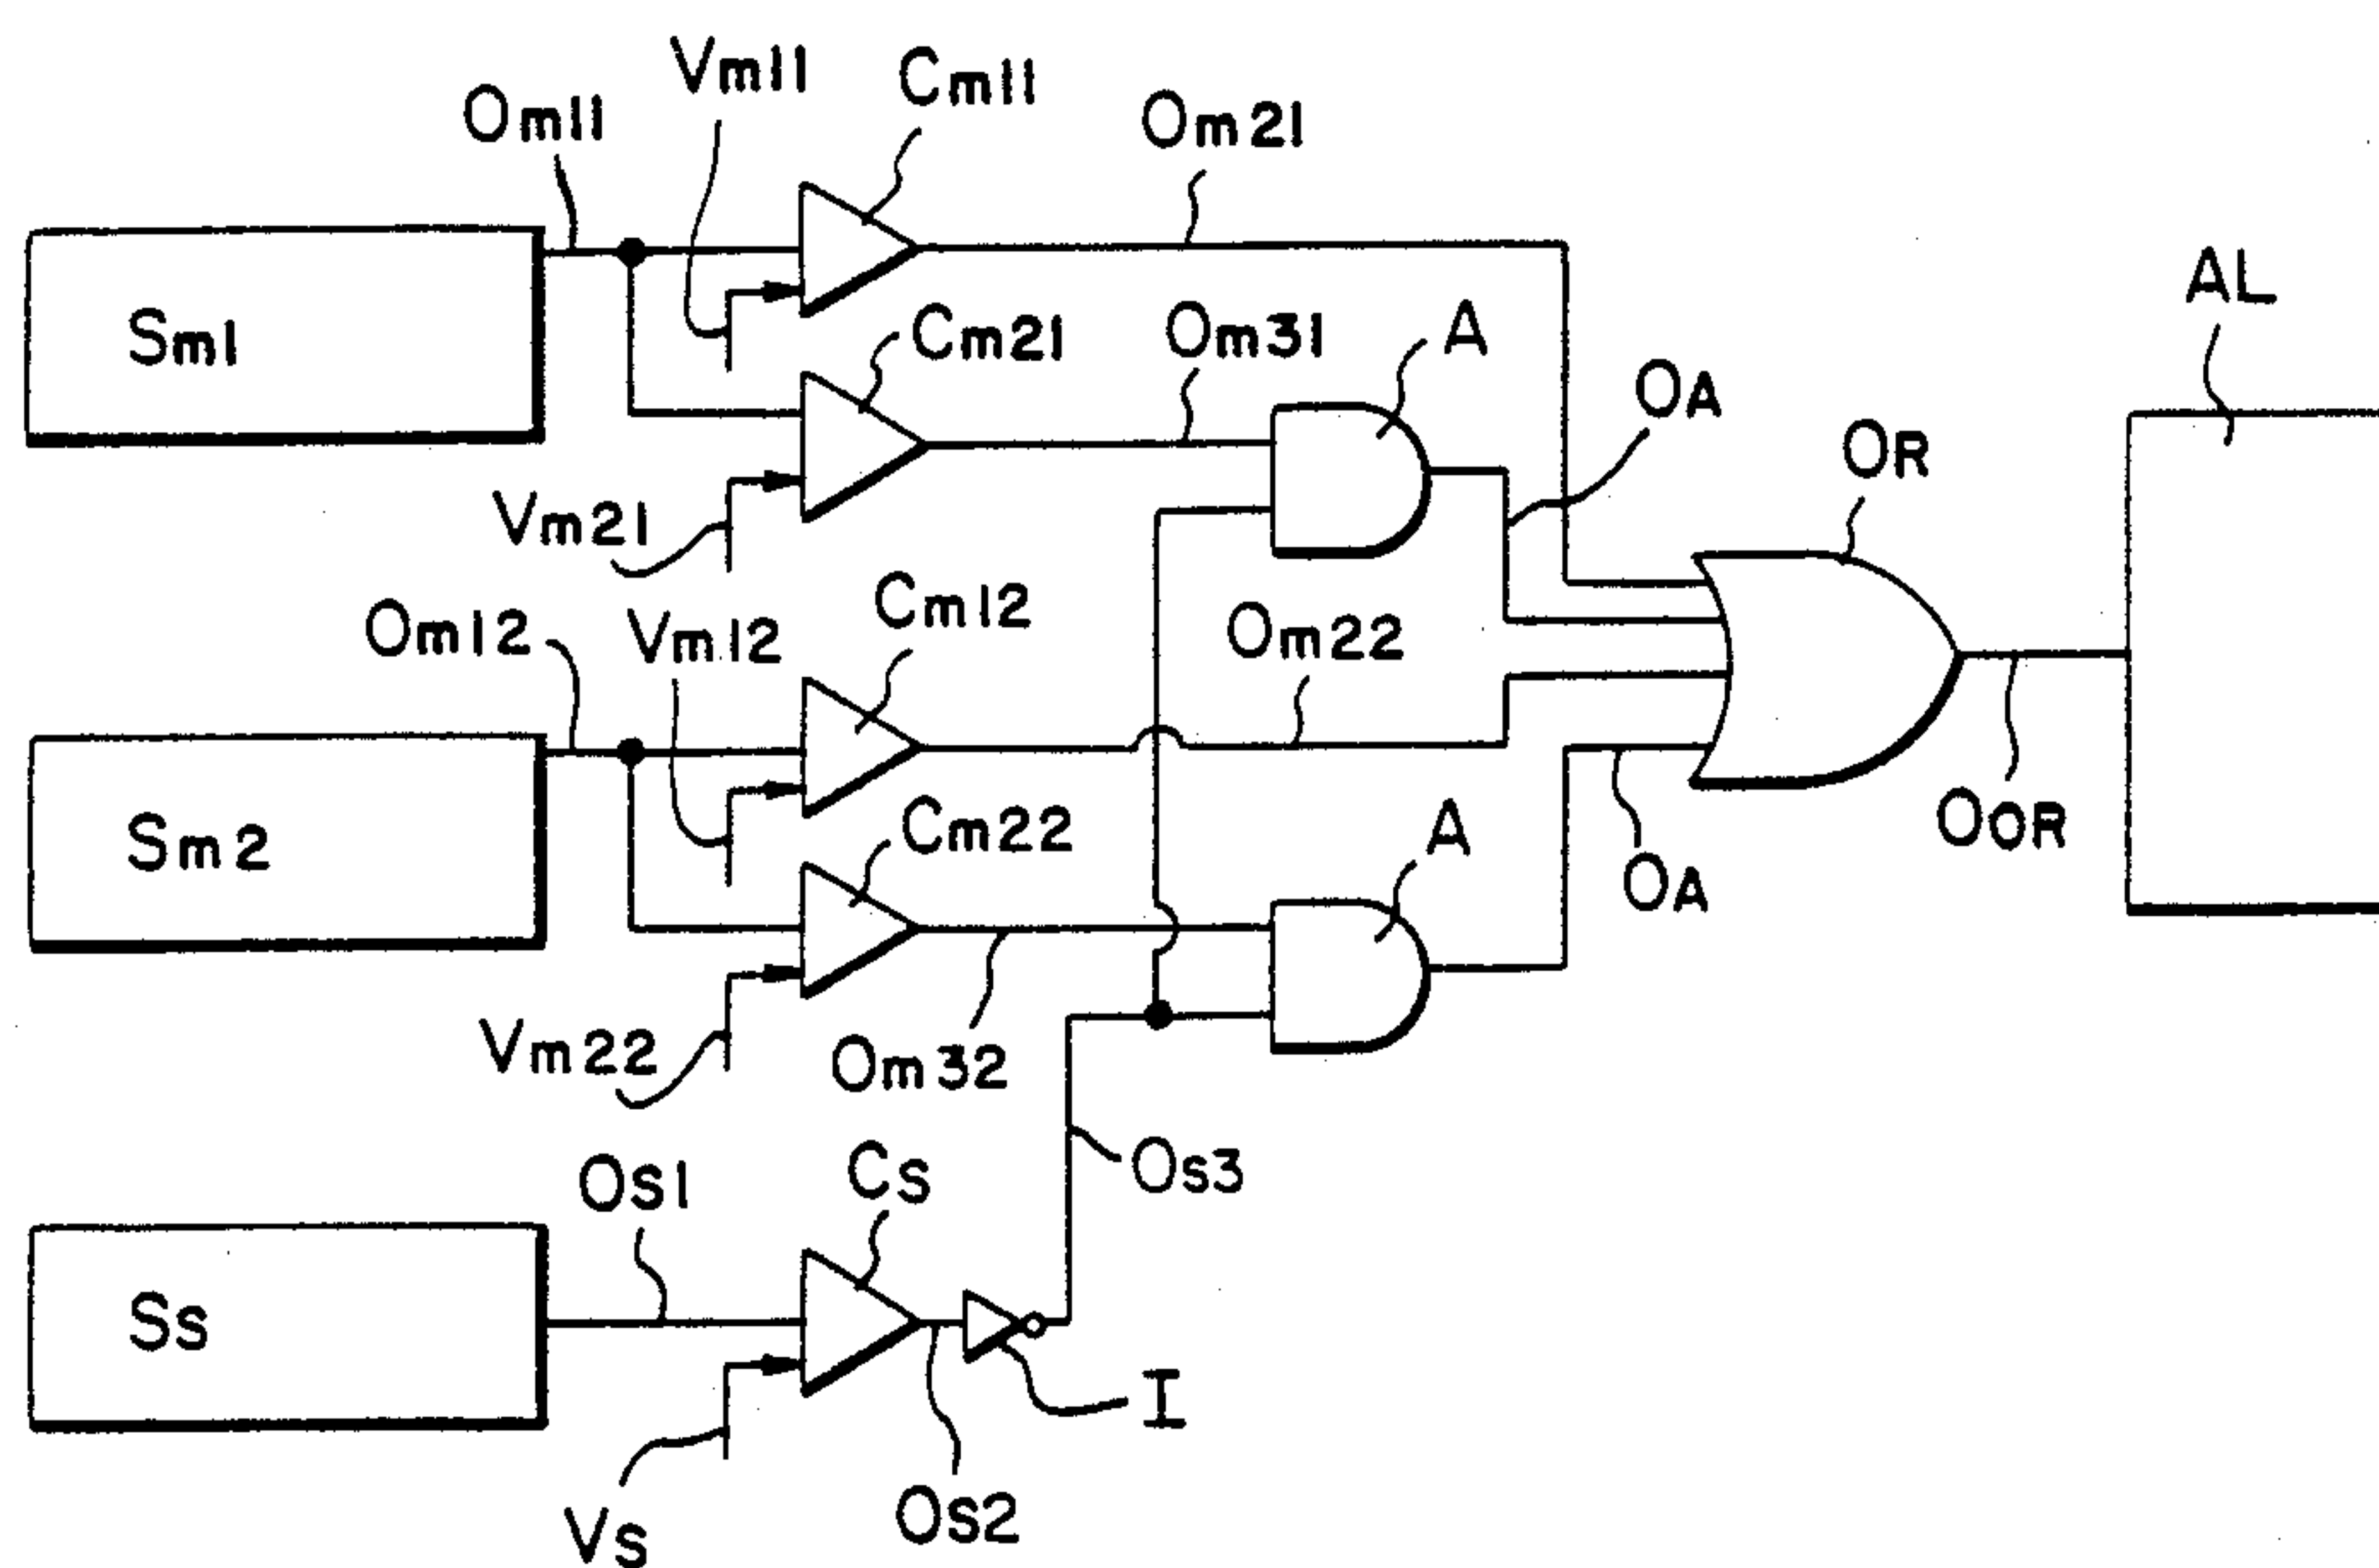 Vm11
Cm11
Om11
Om21
Sm1
Cm21
Om31
A
AL
OA
OR
Vm21
Cm12
Om12
Vm12
Om22
Sm2
Cm22
A
OA
OOR
Vm22
Om32
Os1
Cs
Os3
Ss
I
Vs
Os2